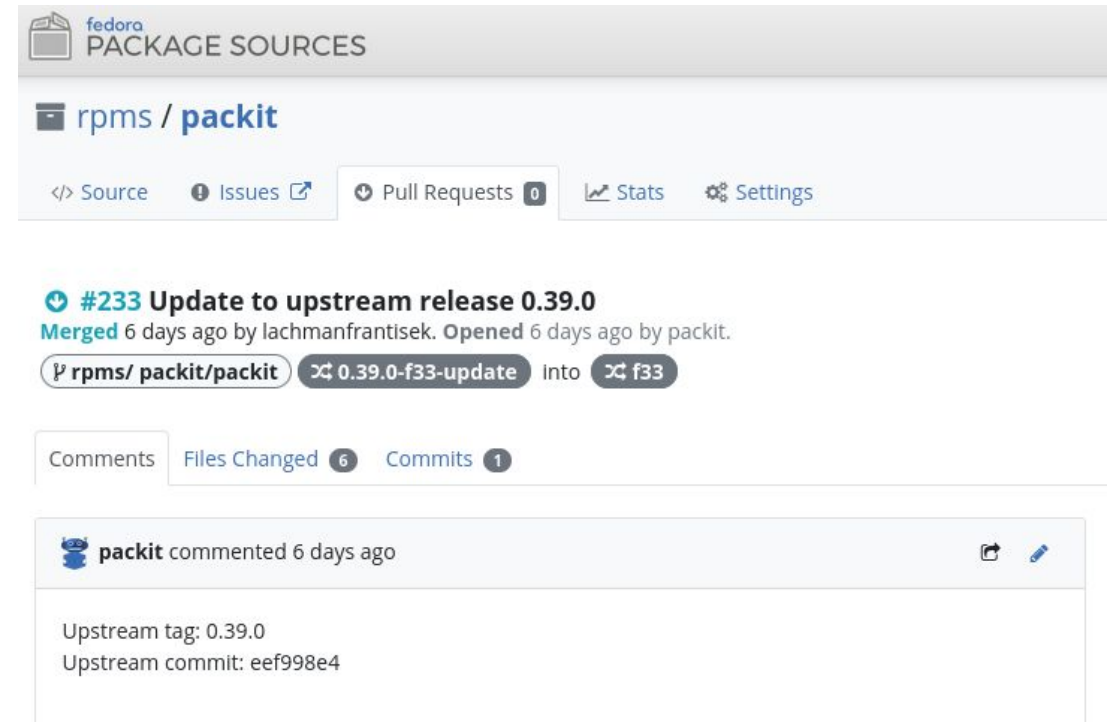 fedora
PACKAGE SOURCES
rpms / packit
</> Source Issues Pull Requests 0 Stats Settings
#233 Update to upstream release 0.39.0
Merged 6 days ago by lachmanfrantisek. Opened 6 days ago by packit.
rpms/ packit/packit 0.39.0-f33-update into f33
Comments Files Changed 6 Commits 1
packit commented 6 days ago
Upstream tag: 0.39.0
Upstream commit: eef998e4